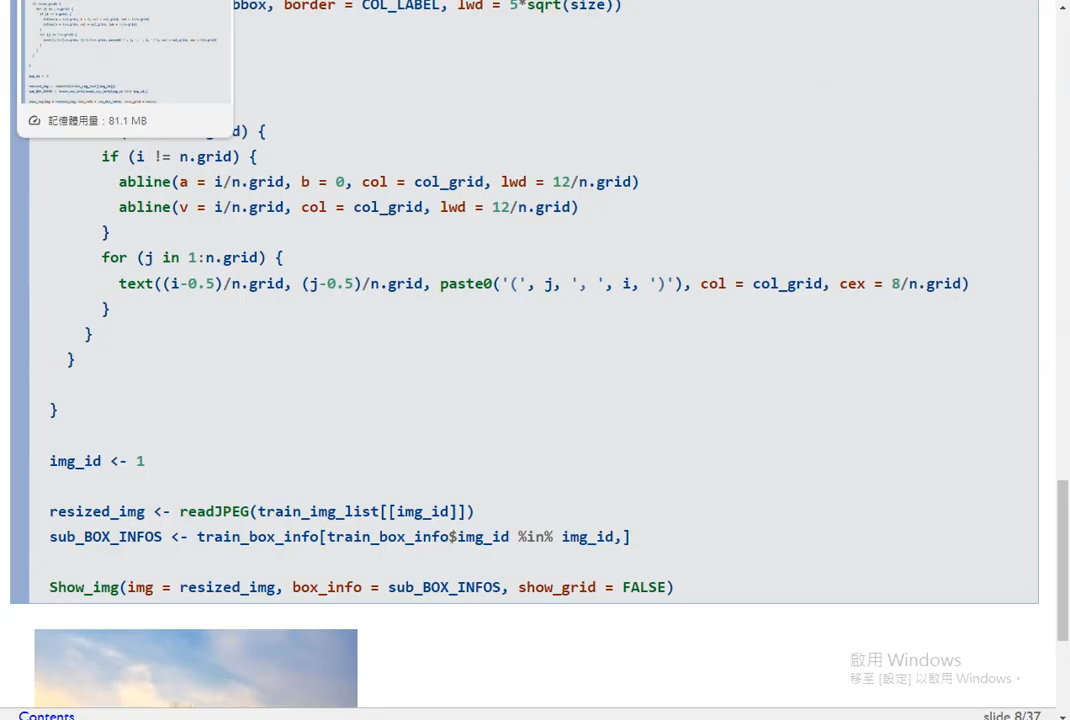 bbox, border = COL_LABEL, lwd = 5*sqrt(size))
記憶體用量：81.1 MB
d) {
if (i != n.grid) {
abline(a = i/n.grid, b = 0, col = col_grid, lwd = 12/n.grid)
abline(v = i/n.grid, col = col_grid, lwd = 12/n.grid)
}
for (j in 1:n.grid) {
text((i-0.5)/n.grid, (j-0.5)/n.grid, paste0('(', j, ', ', i, ')'), col = col_grid, cex = 8/n.grid)
}
}
}
}
img_id <- 1
resized_img <- readJPEG(train_img_list[[img_id]])
sub_BOX_INFOS <- train_box_info[train_box_info$img_id %in% img_id,]
Show_img(img = resized_img, box_info = sub_BOX_INFOS, show_grid = FALSE)
啟用 Windows
移至 [設定] 以啟用 Windows。
Contents
slide 8/37